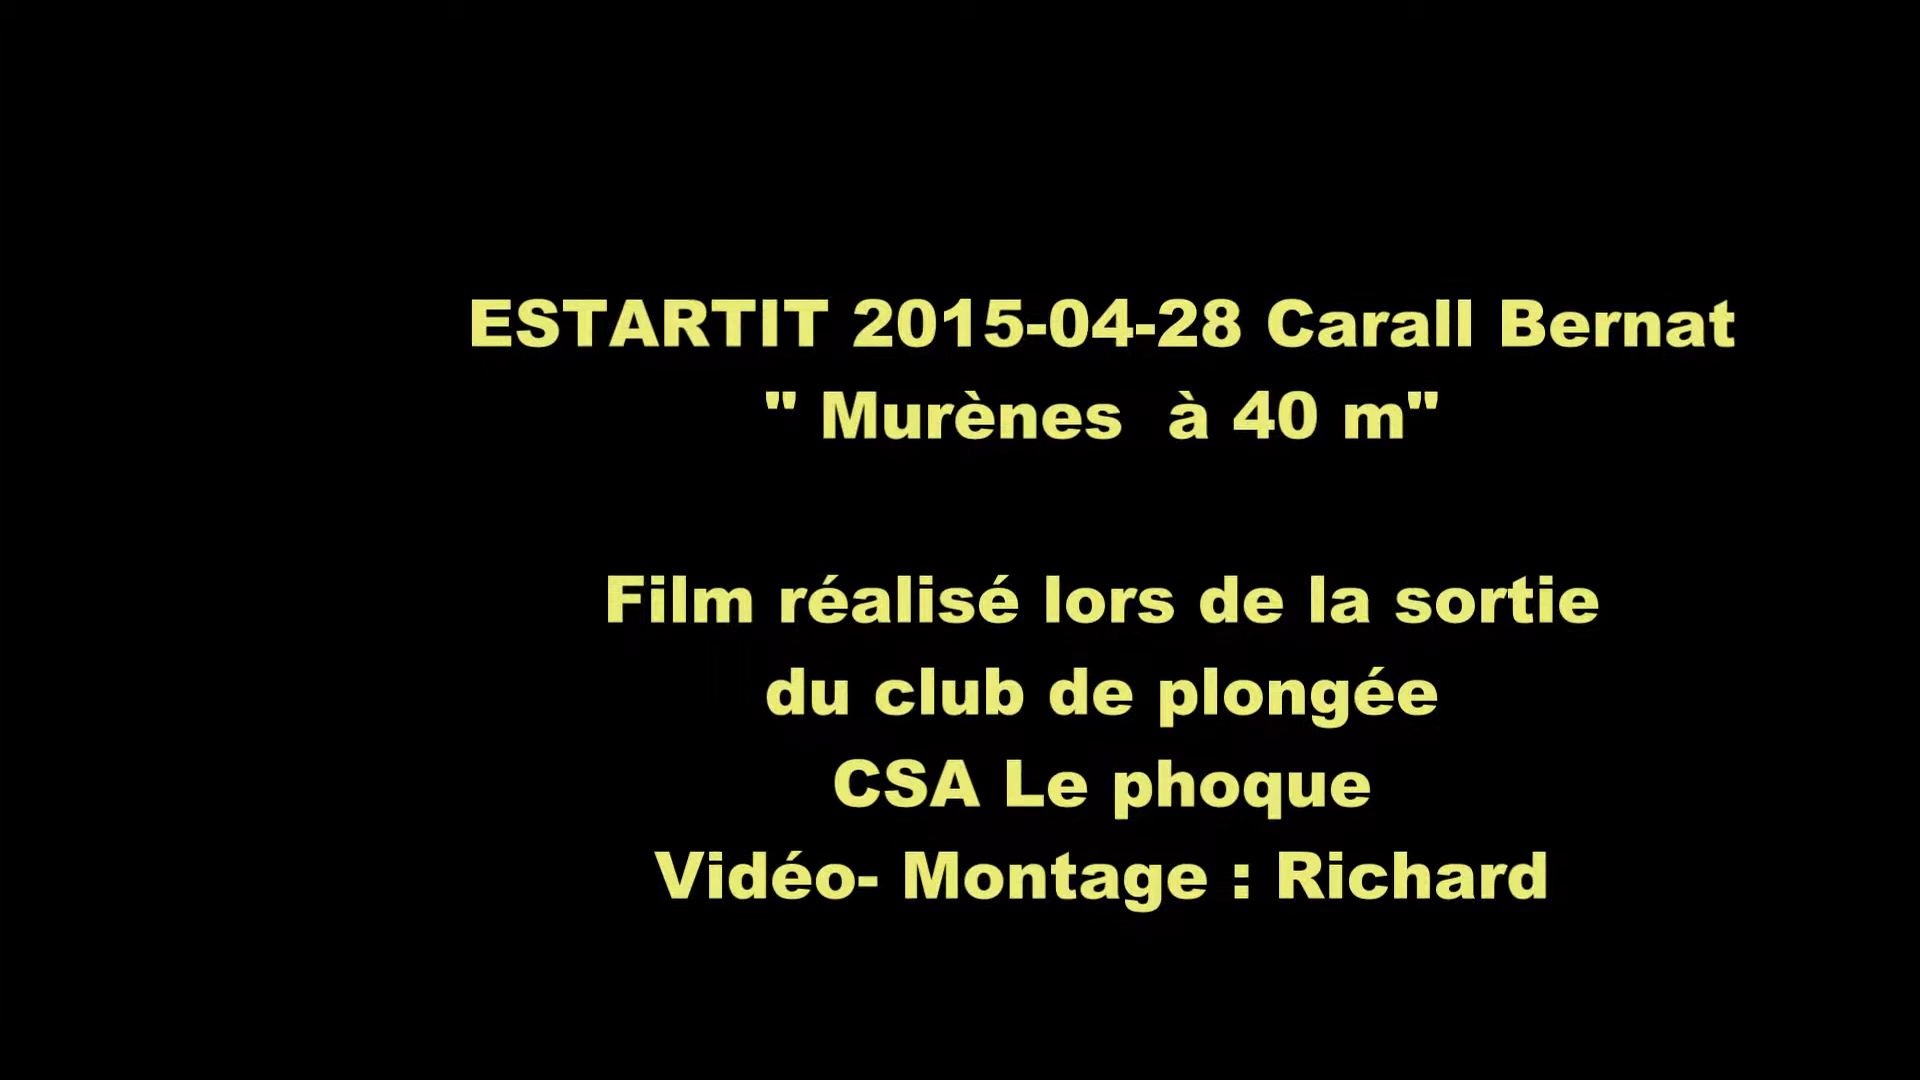 ESTARTIT 2015-04-28 Carall Bernat
" Murènes  à 40 m"
Film réalisé lors de la sortie
du club de plongée
CSA Le phoque
Vidéo- Montage : Richard